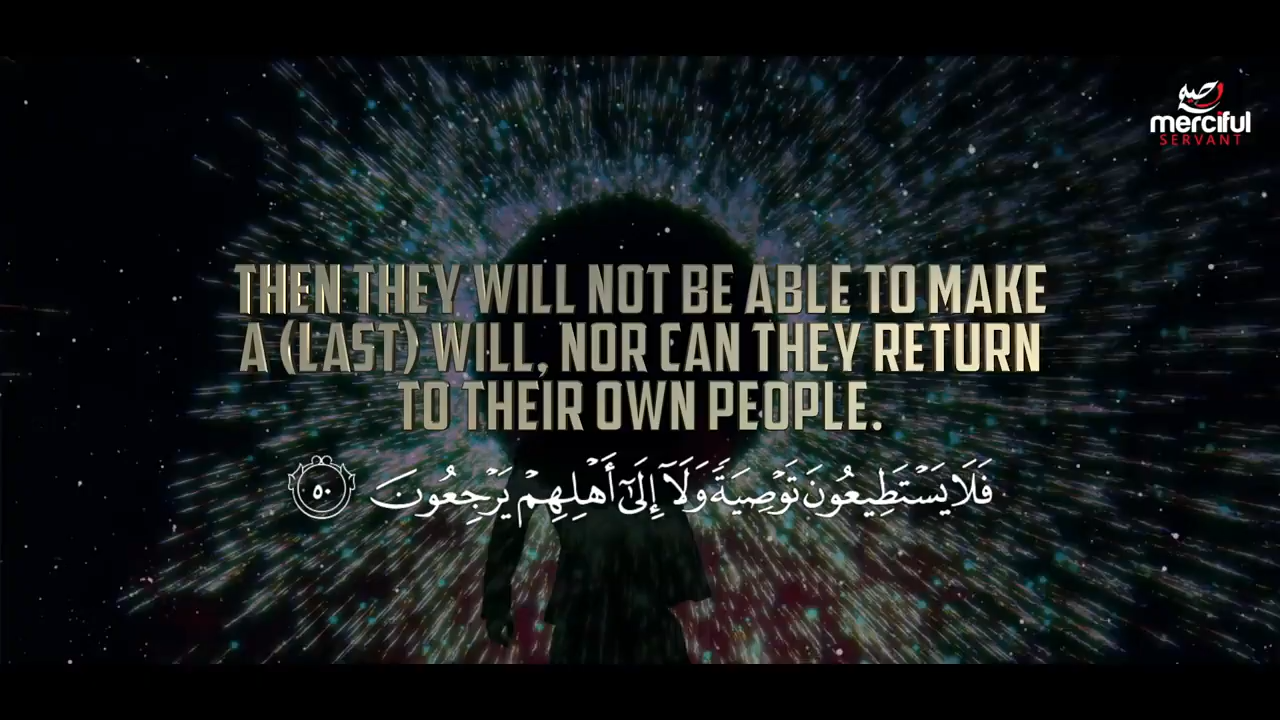 merciful
SERVANT
THEN THEY WILL NOT BE ABLE TO MAKE
A (LAST) WILL, NOR CAN THEY RETURN
TO THEIR OWN PEOPLE.
فَلَا يَسْتَطِيعُونَ تَوْصِيَةً وَلَآ إِلَىٰٓ أَهْلِهِمْ يَرْجِعُونَ ٥٠